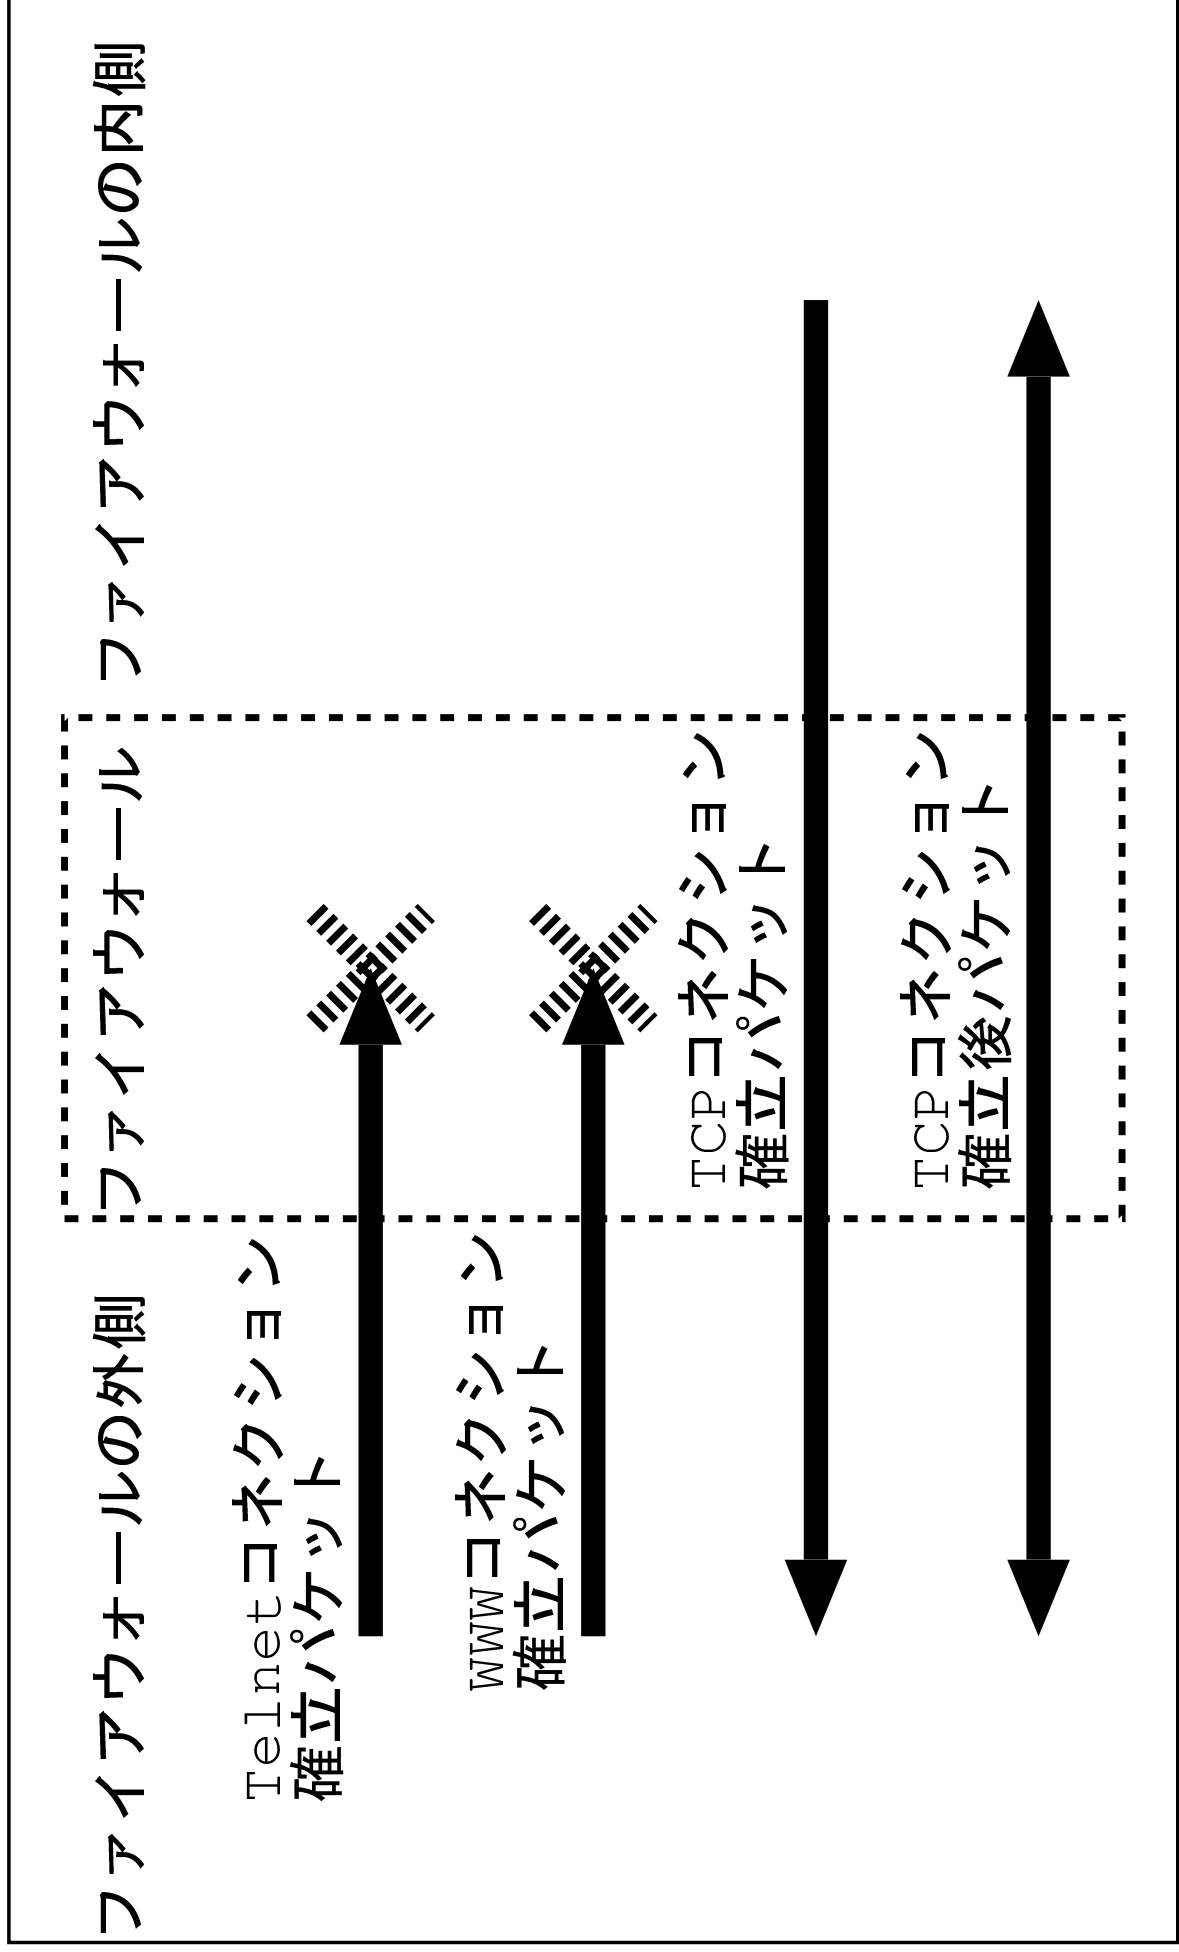 ファイアウォールの外側
ファイアウォール
ファイアウォールの内側
Telnetコネクション
確立パケット
WWWコネクション
確立パケット
TCPコネクション
確立パケット
TCPコネクション
確立後パケット